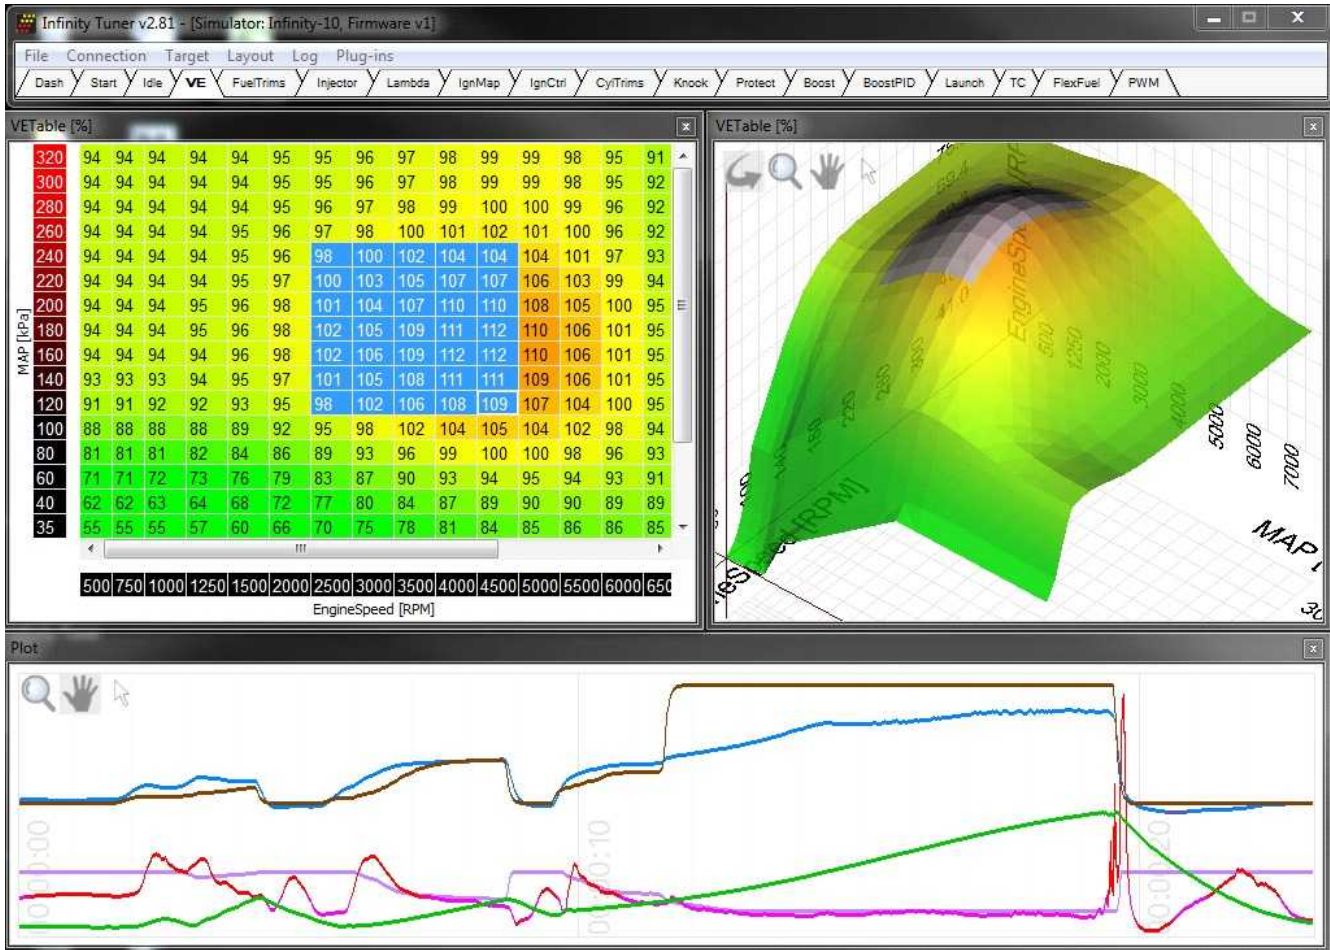 Infinity Tuner v2.81 - [Simulator: Infinity-10, Firmware v1]
File Connection Target Layout Log Plug-ins
Dash Start Idle VE FuelTrims Injector Lambda IgnMap IgnCtrl CylTrims Knock Protect Boost BoostPID Launch TC FlexFuel PWM
VETable [%]
320 94 94 94 94 94 95 95 96 97 98 99 99 98 95 91
300 94 94 94 94 94 95 95 96 97 98 99 99 98 95 92
280 94 94 94 94 94 95 96 97 98 99 100 100 99 96 92
260 94 94 94 94 95 96 97 98 100 101 102 101 100 96 92
240 94 94 94 94 95 96 98 100 102 104 104 104 101 97 93
220 94 94 94 95 95 97 100 103 105 107 107 106 103 99 94
200 94 94 94 95 96 98 101 104 107 110 110 108 105 100 95
180 94 94 94 95 96 98 102 105 109 111 112 110 106 101 95
160 94 94 94 94 96 98 102 106 109 112 112 110 106 101 95
140 93 93 93 94 95 97 101 105 108 111 111 109 106 101 95
120 91 91 92 92 93 95 98 102 106 108 109 107 104 100 95
100 88 88 88 88 89 92 95 98 102 104 105 104 102 98 94
80 81 81 81 82 84 86 89 93 96 99 100 100 98 96 93
60 71 71 72 73 76 79 83 87 90 93 94 95 94 93 91
40 62 62 63 64 68 72 77 80 84 87 89 90 90 89 89
35 55 55 55 57 60 66 70 75 78 81 84 85 86 86 85
MAP [kPa]
500 750 1000 1250 1500 2000 2500 3000 3500 4000 4500 5000 5500 6000 650
EngineSpeed [RPM]
VETable [%]
500
1250
2000
3000
4000
5000
6000
7000
MAP
Plot
00:00:00
00:00:10
00:00:20